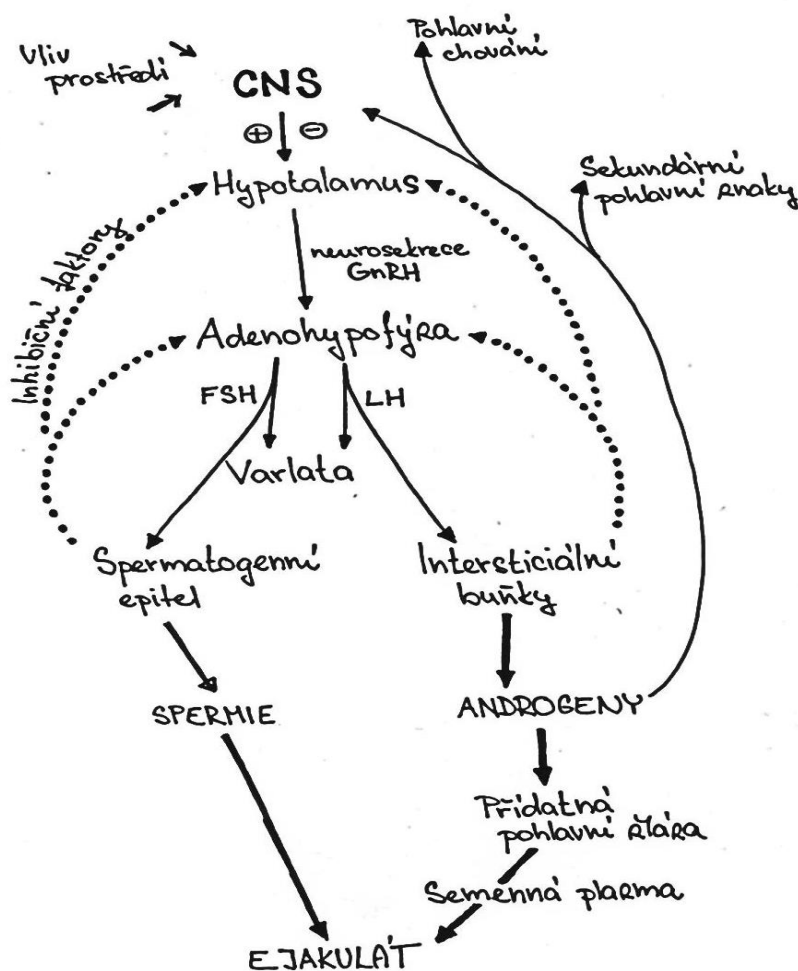 Vliv
prostředí
CNS
⊕ ⊖
Pohlavní
chování
Hypotalamus
Sekundární
pohlavní znaky
Inhibiční faktory
neurosekrece
GnRH
Adenohypofýza
FSH
LH
Varlata
Spermatogenní
epitel
Intersticiální
buňky
SPERMIE
ANDROGENY
Přídatná
pohlavní žláza
Semenná plazma
EJAKULÁT